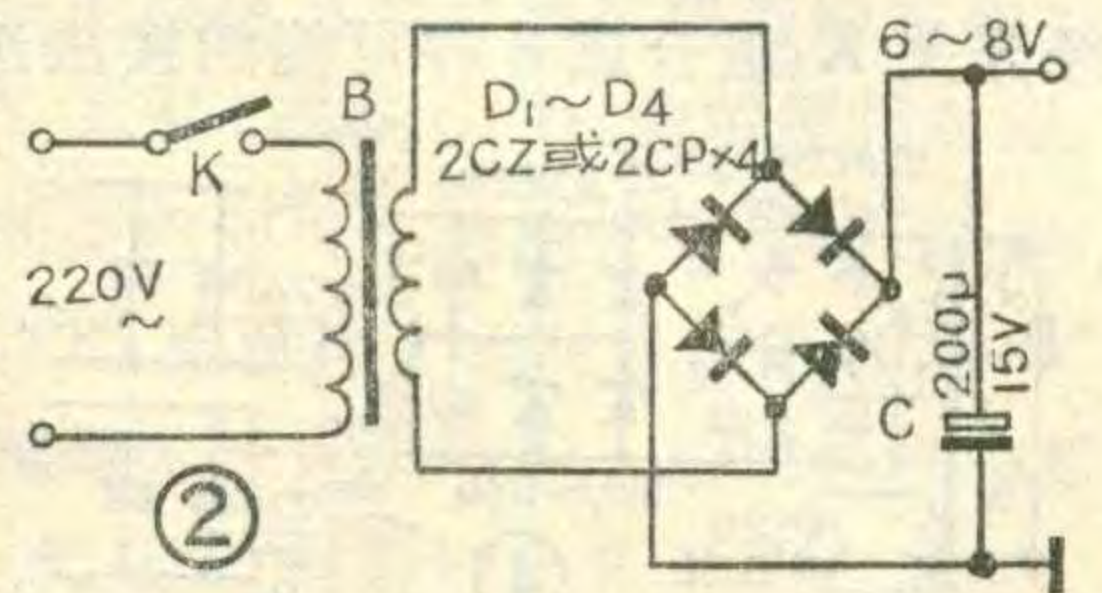 6～8V
B
D₁～D₄
2CZ或2CP×4
K
220V
～
200μ
15V
C
②